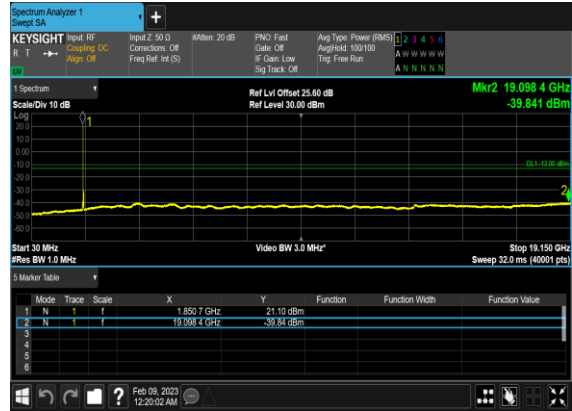 Spectrum Analyzer 1
Swept SA
+
KEYSIGHT Input: RF Input Z: 50 Ω #Atten: 20 dB PNO: Fast Avg Type: Power (RMS) 1 2 3 4 5 6
R T Coupling: DC Corrections: Off Gate: Off Avg|Hold: 100/100 A W W W W W
Align: Off Freq Ref: Int (S) IF Gain: Low Trig: Free Run
Sig Track: Off A N N N N N
1 Spectrum Ref Lvl Offset 25.60 dB Mkr2 19.098 4 GHz
Scale/Div 10 dB Ref Level 30.00 dBm -39.841 dBm
Log
1
20.0
10.0
0.00
-10.0
DL1 -13.00 dBm
-20.0
-30.0
2
-40.0
-50.0
-60.0
Start 30 MHz Video BW 3.0 MHz* Stop 19.150 GHz
#Res BW 1.0 MHz Sweep 32.0 ms (40001 pts)
5 Marker Table
Mode Trace Scale X Y Function Function Width Function Value
1 N 1 f 1.850 7 GHz 21.10 dBm
2 N 1 f 19.098 4 GHz -39.84 dBm
3
4
5
6
? Feb 09, 2023
12:20:02 AM